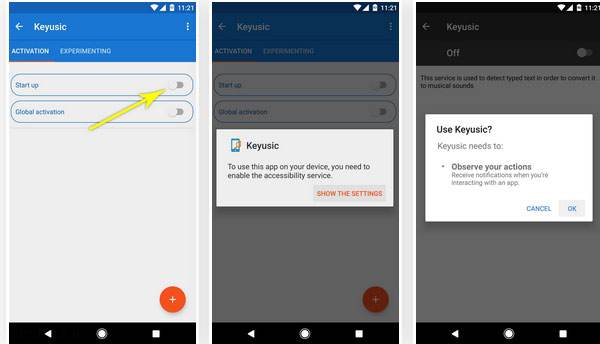 11:21
Keyusic
ACTIVATION EXPERIMENTING
Start up
Global activation
11:21
Keyusic
ACTIVATION EXPERIMENTING
Start up
Global activation
Keyusic
To use this app on your device, you need to
enable the accessibility service.
SHOW THE SETTINGS
11:21
Keyusic
Off
This service is used to detect typed text in order to convert it
to musical sounds
Use Keyusic?
Keyusic needs to:
• Observe your actions
Receive notifications when you're
interacting with an app.
CANCEL OK